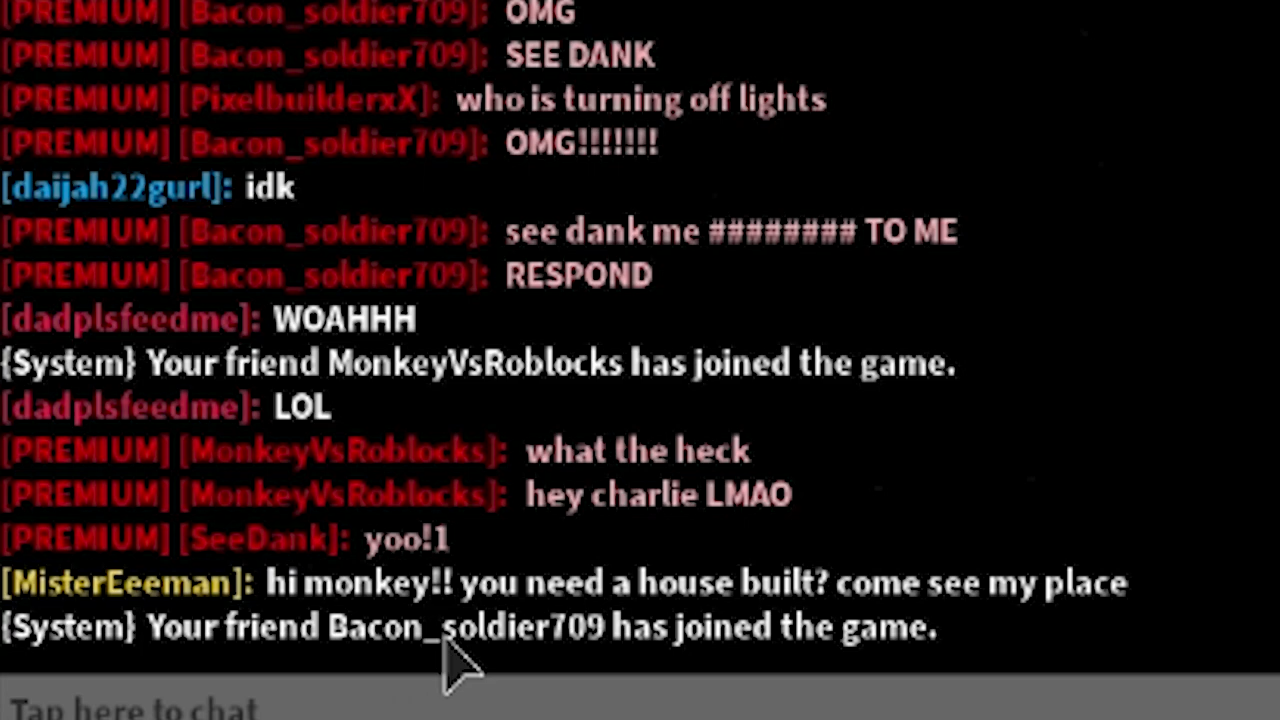 [PREMIUM] [Bacon_soldier709]: OMG
[PREMIUM] [Bacon_soldier709]: SEE DANK
[PREMIUM] [PixelbuilderxX]: who is turning off lights
[PREMIUM] [Bacon_soldier709]: OMG!!!!!!!
[daijah22gurl]: idk
[PREMIUM] [Bacon_soldier709]: see dank me ######## TO ME
[PREMIUM] [Bacon_soldier709]: RESPOND
[dadplsfeedme]: WOAHHH
{System} Your friend MonkeyVsRoblocks has joined the game.
[dadplsfeedme]: LOL
[PREMIUM] [MonkeyVsRoblocks]: what the heck
[PREMIUM] [MonkeyVsRoblocks]: hey charlie LMAO
[PREMIUM] [SeeDank]: yoo!1
[MisterEeeman]: hi monkey!! you need a house built? come see my place
{System} Your friend Bacon_soldier709 has joined the game.
Tap here to chat